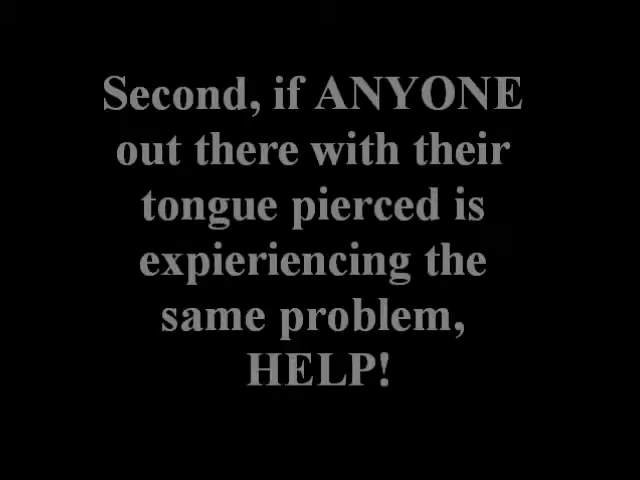 Second, if ANYONE
out there with their
tongue pierced is
expieriencing the
same problem,
HELP!